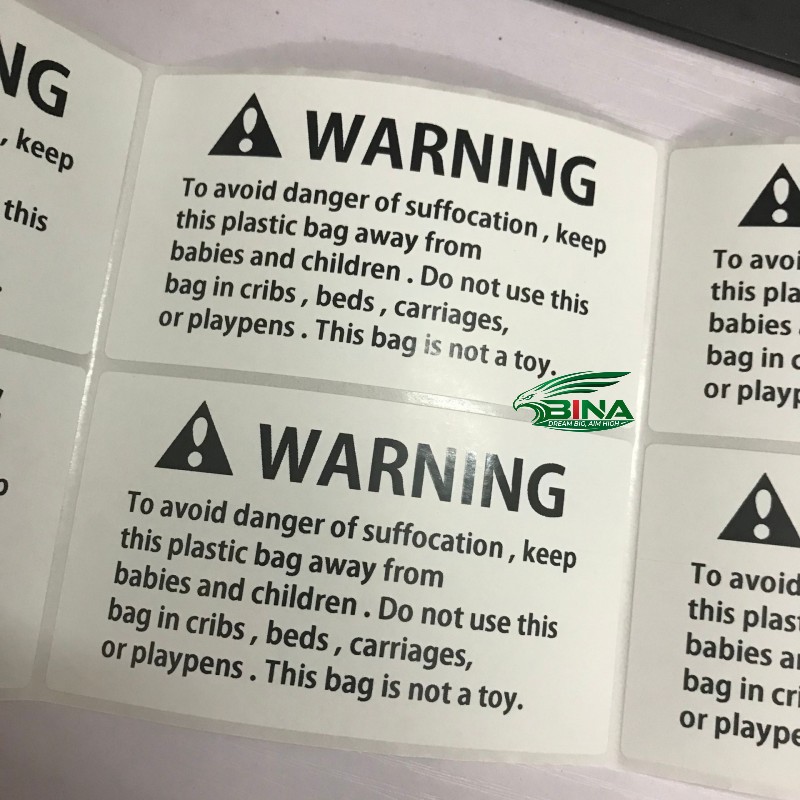 NG
, keep
this
.
WARNING
To avoid danger of suffocation , keep
this plastic bag away from
babies and children . Do not use this
bag in cribs , beds , carriages,
or playpens . This bag is not a toy.
To avoi
this pla
babies
bag in c
or playp
BINA
DREAM BIG, AIM HIGH
WARNING
To avoid danger of suffocation , keep
this plastic bag away from
babies and children . Do not use this
bag in cribs , beds , carriages,
or playpens . This bag is not a toy.
To avoid
this plast
babies a
bag in cri
or plaype